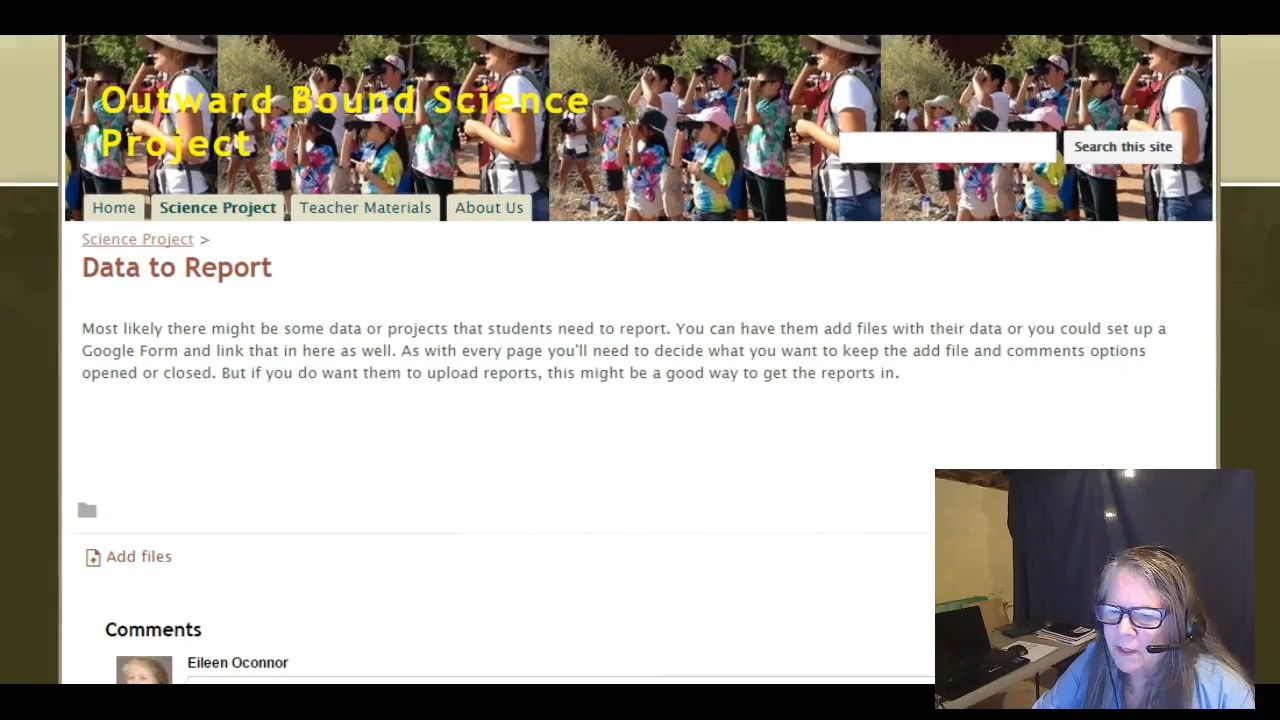 Outward Bound Science
Project
Search this site
Home Science Project Teacher Materials About Us
Science Project >
Data to Report
Most likely there might be some data or projects that students need to report. You can have them add files with their data or you could set up a
Google Form and link that in here as well. As with every page you'll need to decide what you want to keep the add file and comments options
opened or closed. But if you do want them to upload reports, this might be a good way to get the reports in.
Add files
Comments
Eileen Oconnor